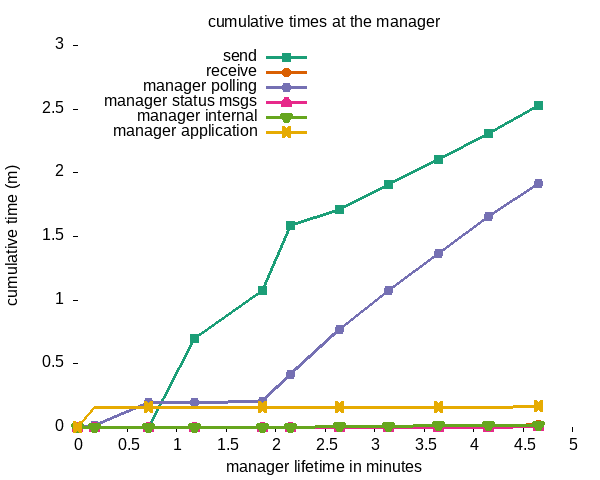 cumulative times at the manager
3
2.5
2
1.5
1
0.5
0
cumulative time (m)
send
receive
manager polling
manager status msgs
manager internal
manager application
0 0.5 1 1.5 2 2.5 3 3.5 4 4.5 5
manager lifetime in minutes